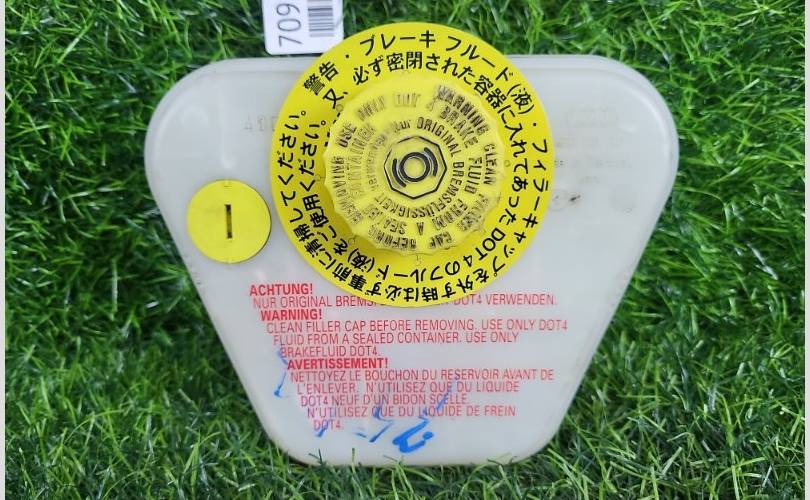 709
警告・ブレーキ フルード(液)・フィラーキャップを外す時は必ず事前に清掃してください。
又、必ず密閉された容器に入れてあったDOT4のフルード(液)をご使用ください。
WARNING CLEAN FILLER CAP BEFORE REMOVING USE ONLY DOT 4 BRAKE FLUID FROM A SEALED CONTAINER
ORIGINAL BREMSFLÜSSIGKEIT
ACHTUNG!
NUR ORIGINAL DOT4 VERWENDEN.
WARNING!
CLEAN FILLER CAP BEFORE REMOVING. USE ONLY DOT4
FLUID FROM A SEALED CONTAINER. USE ONLY
BRAKEFLUID DOT4.
AVERTISSEMENT!
NETTOYEZ LE BOUCHON DU RESERVOIR AVANT DE
L'ENLEVER. N'UTILISEZ QUE DU LIQUIDE
DOT4 NEUF D'UN BIDON SCELLE.
N'UTILISEZ QUE DU LIQUIDE DE FREIN
DOT4.